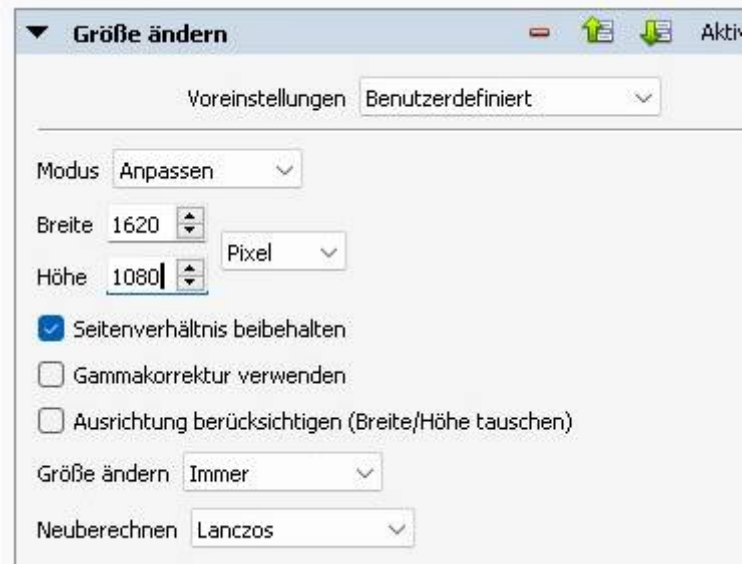 Größe ändern
Voreinstellungen Benutzerdefiniert
Modus Anpassen
Breite 1620
Pixel
Höhe 1080
Seitenverhältnis beibehalten
Gammakorrektur verwenden
Ausrichtung berücksichtigen (Breite/Höhe tauschen)
Größe ändern Immer
Neuberechnen Lanczos